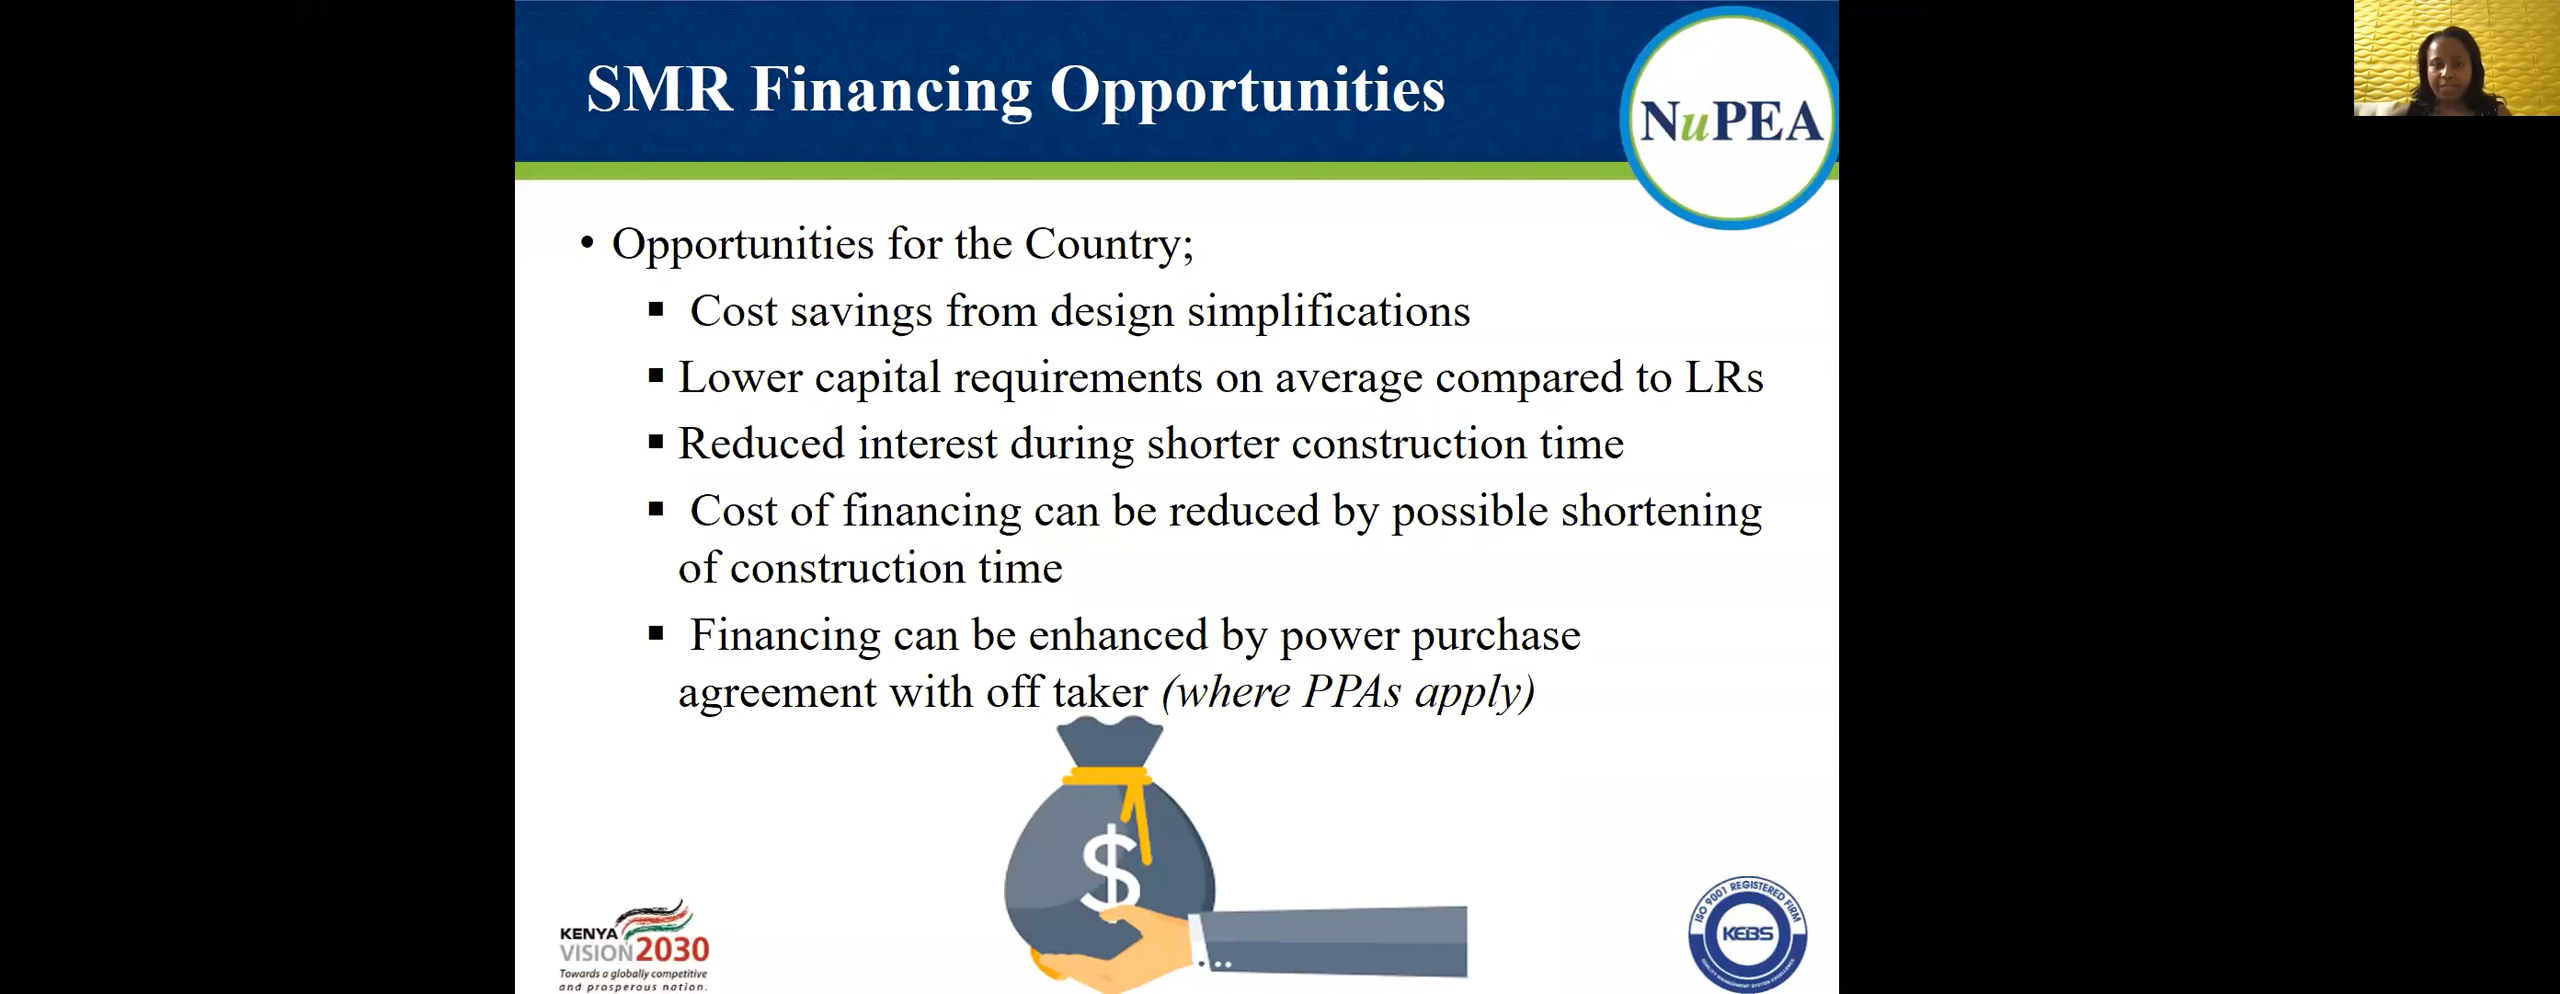 SMR Financing Opportunities
NuPEA
• Opportunities for the Country;
▪ Cost savings from design simplifications
▪ Lower capital requirements on average compared to LRs
▪ Reduced interest during shorter construction time
▪ Cost of financing can be reduced by possible shortening
of construction time
▪ Financing can be enhanced by power purchase
agreement with off taker (where PPAs apply)
$
KENYA
VISION 2030
Towards a globally competitive
and prosperous nation.
ISO 9001 REGISTERED FIRM
KEBS